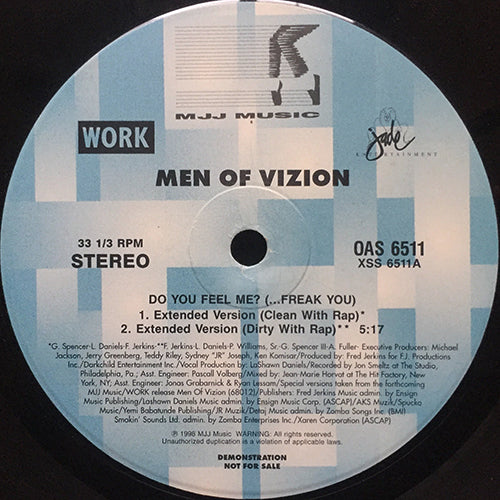 MJJ MUSIC
WORK
jade
ENTERTAINMENT
MEN OF VIZION
33 1/3 RPM
STEREO
OAS 6511
XSS 6511A
DO YOU FEEL ME? (...FREAK YOU)
1. Extended Version (Clean With Rap)*
2. Extended Version (Dirty With Rap)** 5:17
*G. Spencer-L. Daniels-F. Jerkins-**F. Jerkins-L. Daniels-P. Williams, Sr.-G. Spencer III-A. Fuller- Executive Producers: Michael
Jackson, Jerry Greenberg, Teddy Riley, Sydney "JR" Joseph, Ken Komisar/Produced by Fred Jerkins for F.J. Productions
Inc./Darkchild Entertainment Inc./Vocal Production by: LaShawn Daniels/Recorded by Jon Smeltz at The Studio,
Philadelphia, Pa.; Asst. Engineer: Pascall Volberg/Mixed by: Jean-Marie Horvat at The Hit Factory, New
York, NY; Asst. Engineer: Jonas Grabarnick & Ryan Lessam/Special versions taken from the forthcoming
MJJ Music/WORK release Men Of Vizion (68012)/Publishers: Fred Jerkins Music admin. by Ensign
Music Publishing/Lashawn Daniels Music admin. by Ensign Music Corp. (ASCAP)/AKS Muzik/Spucko
Music/Yemi Babatunde Publishing/JR Muzik/Detaj Music admin. by Zomba Songs Inc (BMI)
Smokin' Sounds Ltd. admin. by Zomba Enterprises Inc./Xaren Corporation (ASCAP)
℗ 1998 MJJ Music WARNING: All rights reserved.
Unauthorized duplication is a violation of applicable laws.
DEMONSTRATION
NOT FOR SALE